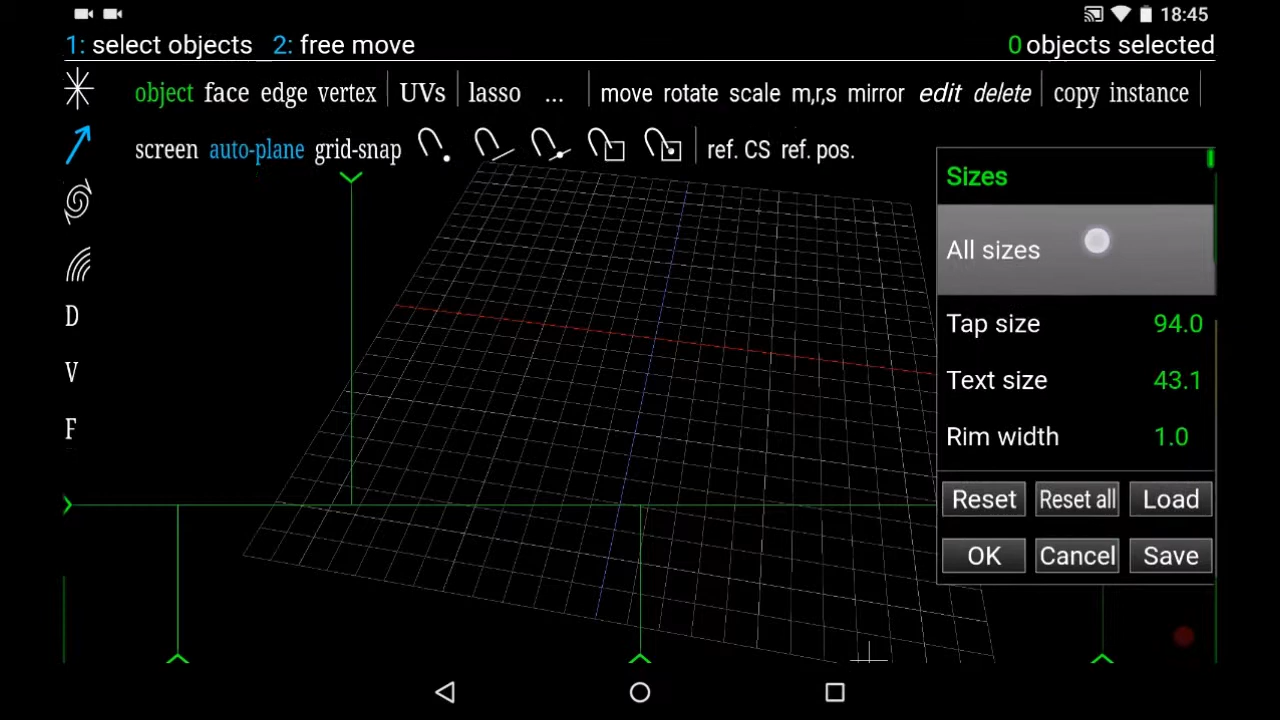 18:45
1: select objects 2: free move 0 objects selected
object face edge vertex UVs lasso ... move rotate scale m,r,s mirror edit delete copy instance
screen auto-plane grid-snap ref. CS ref. pos.
Sizes
All sizes
Tap size 94.0
Text size 43.1
Rim width 1.0
D
V
F
Reset Reset all Load
OK Cancel Save